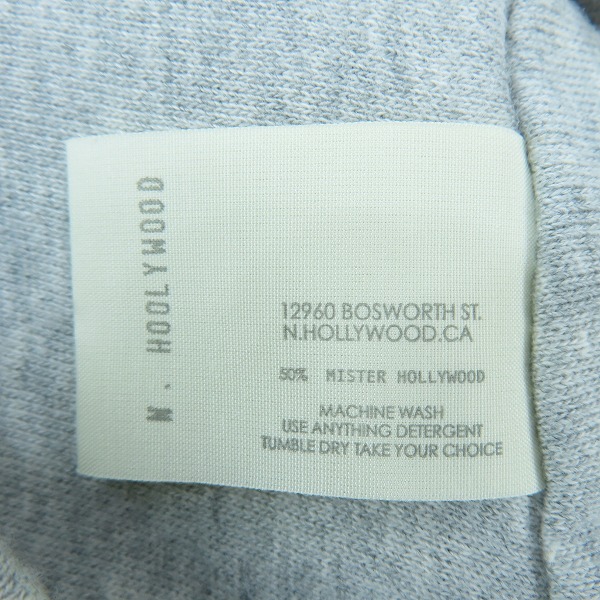 N. HOOLYWOOD
12960 BOSWORTH ST.
N.HOLLYWOOD.CA
50% MISTER HOLLYWOOD
MACHINE WASH
USE ANYTHING DETERGENT
TUMBLE DRY TAKE YOUR CHOICE